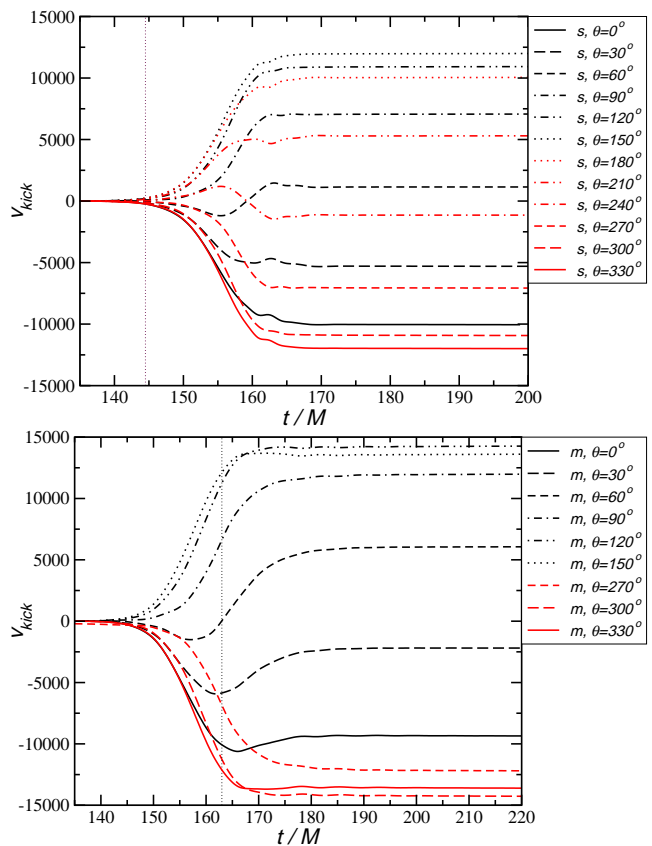 15000
10000
5000
0
-5000
-10000
-15000
v_kick
140 150 160 170 180 190 200
t / M
s, θ=0°
s, θ=30°
s, θ=60°
s, θ=90°
s, θ=120°
s, θ=150°
s, θ=180°
s, θ=210°
s, θ=240°
s, θ=270°
s, θ=300°
s, θ=330°
15000
10000
5000
0
-5000
-10000
-15000
v_kick
140 150 160 170 180 190 200 210 220
t / M
m, θ=0°
m, θ=30°
m, θ=60°
m, θ=90°
m, θ=120°
m, θ=150°
m, θ=270°
m, θ=300°
m, θ=330°